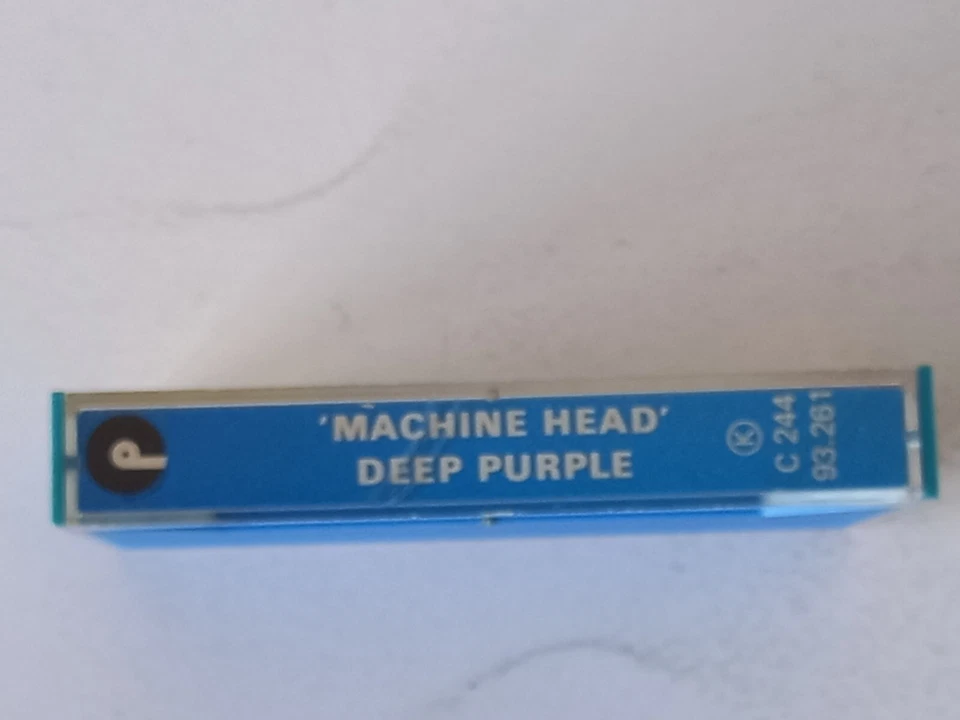 P
'MACHINE HEAD'
DEEP PURPLE
K
C 244
93.261